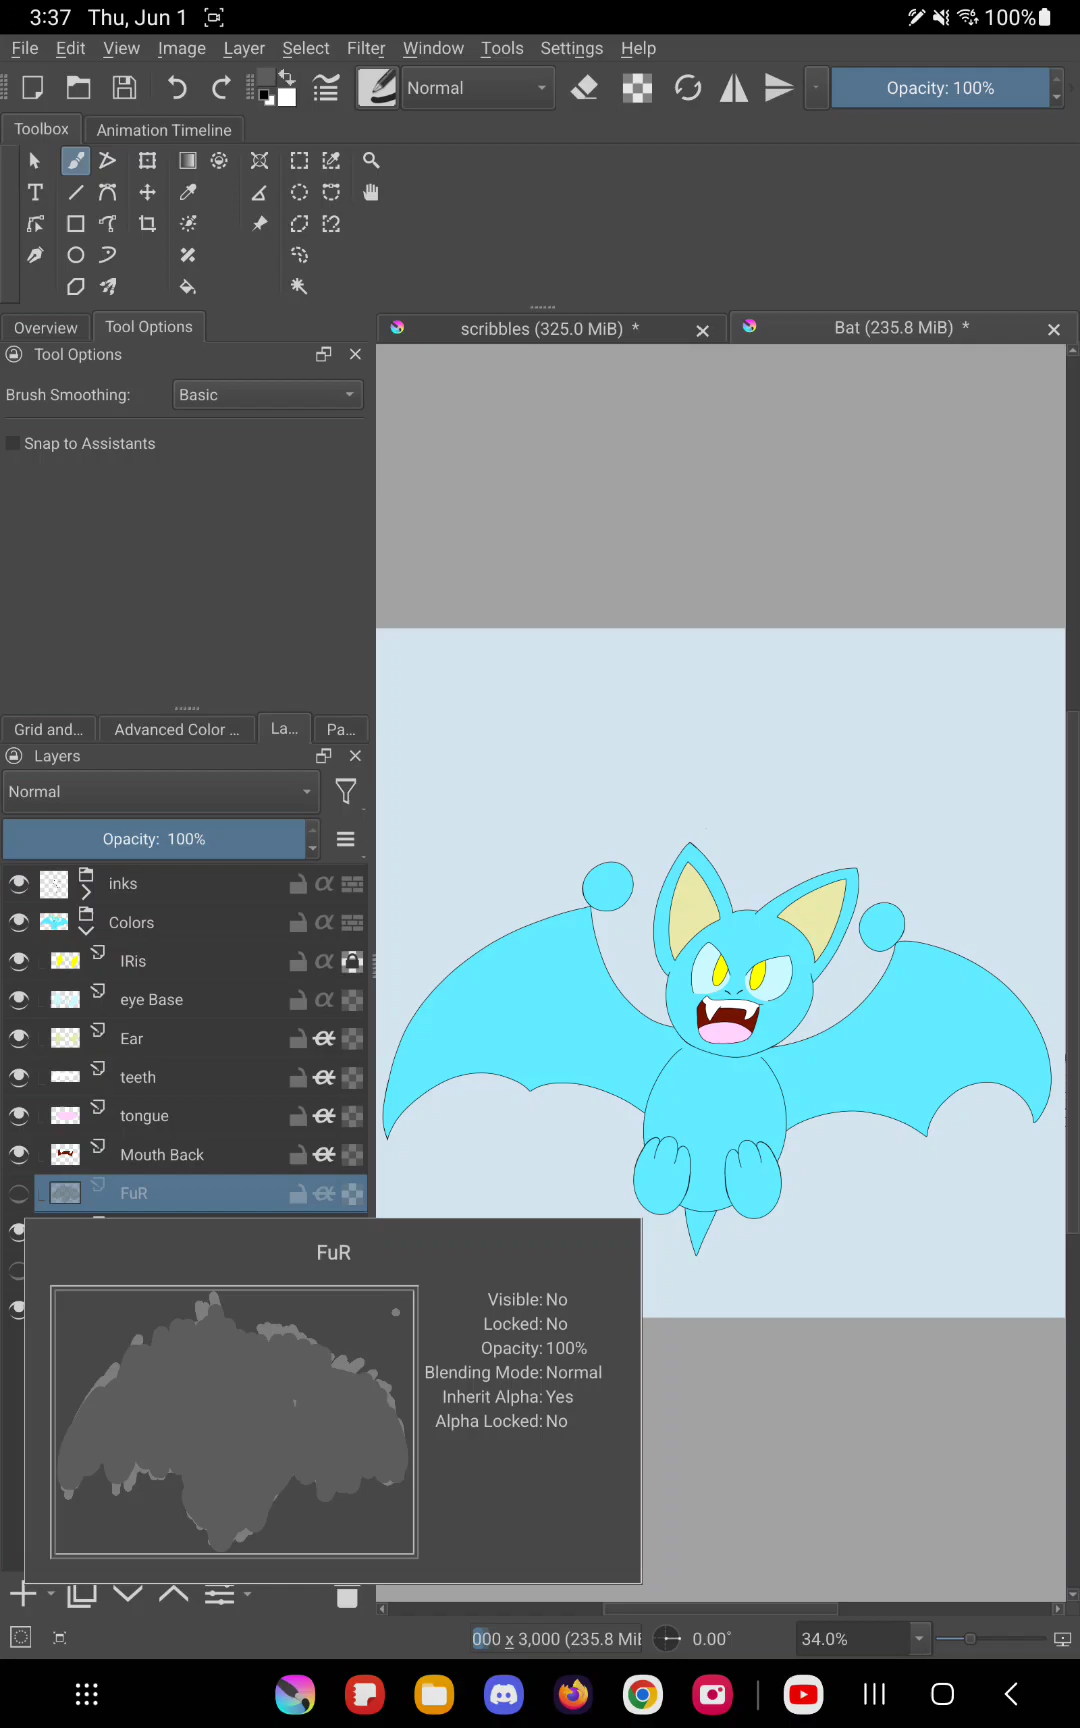 3:37 Thu, Jun 1 100%
File Edit View Image Layer Select Filter Window Tools Settings Help
Normal Opacity: 100%
Toolbox Animation Timeline
Overview Tool Options scribbles (325.0 MiB) * Bat (235.8 MiB) *
Tool Options
Brush Smoothing: Basic
Snap to Assistants
Grid and... Advanced Color ... La... Pa...
Layers
Normal
Opacity: 100%
inks
Colors
IRis
eye Base
Ear
teeth
tongue
Mouth Back
FuR
FuR
Visible: No
Locked: No
Opacity: 100%
Blending Mode: Normal
Inherit Alpha: Yes
Alpha Locked: No
000 x 3,000 (235.8 MiB 0.00° 34.0%